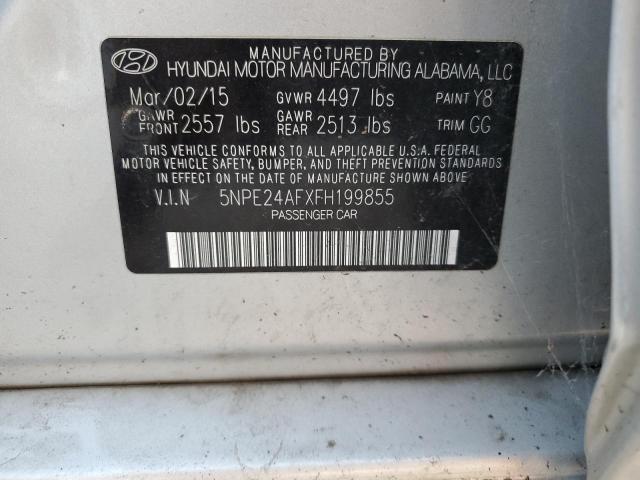 MANUFACTURED BY
HYUNDAI MOTOR MANUFACTURING ALABAMA, LLC
Mar/02/15 GVWR 4497 lbs PAINT Y8
GAWR FRONT 2557 lbs GAWR REAR 2513 lbs TRIM GG
THIS VEHICLE CONFORMS TO ALL APPLICABLE U.S.A. FEDERAL
MOTOR VEHICLE SAFETY, BUMPER, AND THEFT PREVENTION STANDARDS
IN EFFECT ON THE DATE OF MANUFACTURE SHOWN ABOVE.
V.I.N 5NPE24AFXFH199855
PASSENGER CAR